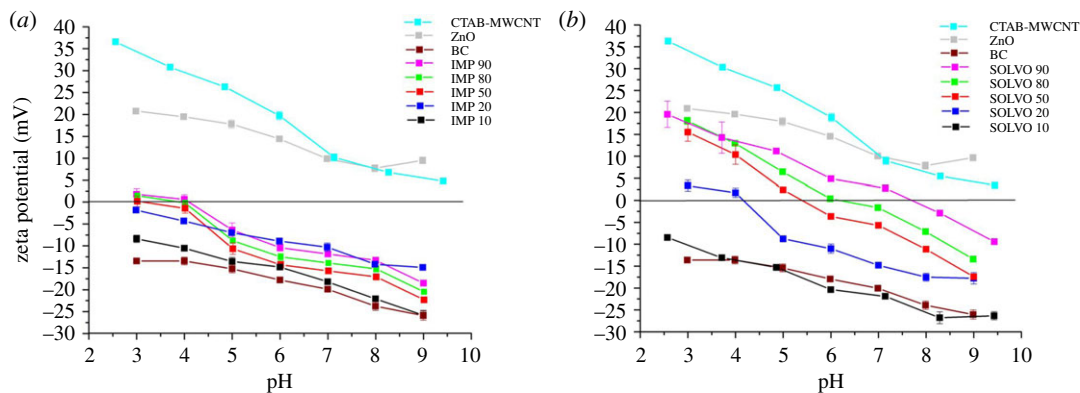 (a)
40
35
30
25
20
15
10
5
0
–5
–10
–15
–20
–25
–30
zeta potential (mV)
2 3 4 5 6 7 8 9 10
pH
CTAB-MWCNT
ZnO
BC
IMP 90
IMP 80
IMP 50
IMP 20
IMP 10
(b)
40
35
30
25
20
15
10
5
0
–5
–10
–15
–20
–25
–30
2 3 4 5 6 7 8 9 10
pH
CTAB-MWCNT
ZnO
BC
SOLVO 90
SOLVO 80
SOLVO 50
SOLVO 20
SOLVO 10